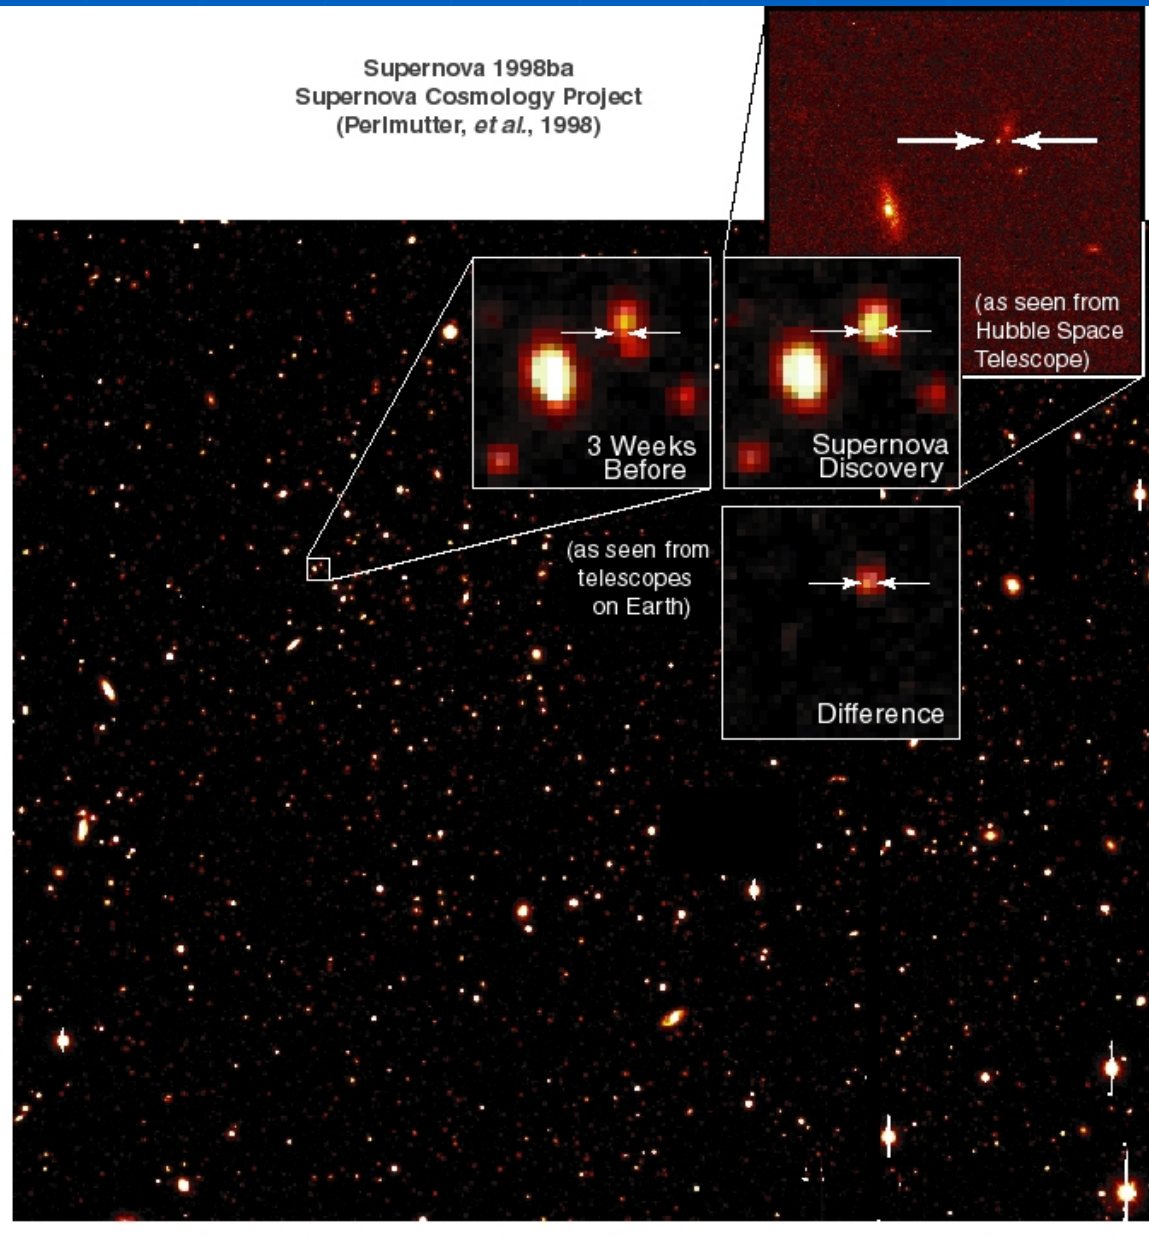 Supernova 1998ba
Supernova Cosmology Project
(Perlmutter, et al., 1998)
(as seen from
Hubble Space
Telescope)
3 Weeks
Before
Supernova
Discovery
(as seen from
telescopes
on Earth)
Difference